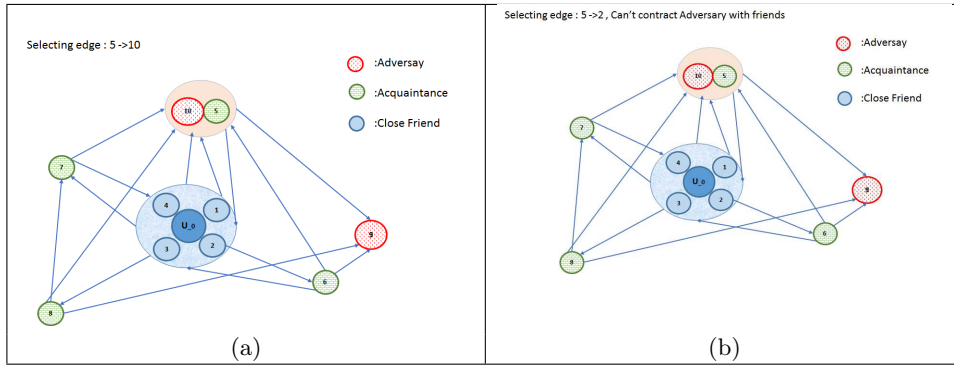 Selecting edge : 5 ->10
:Adversay
:Acquaintance
:Close Friend
10
5
7
4
1
U_0
3
2
9
6
8
(a)
Selecting edge : 5 ->2 , Can't contract Adversary with friends
:Adversay
:Acquaintance
:Close Friend
10
5
7
4
1
U_0
3
2
9
6
8
(b)